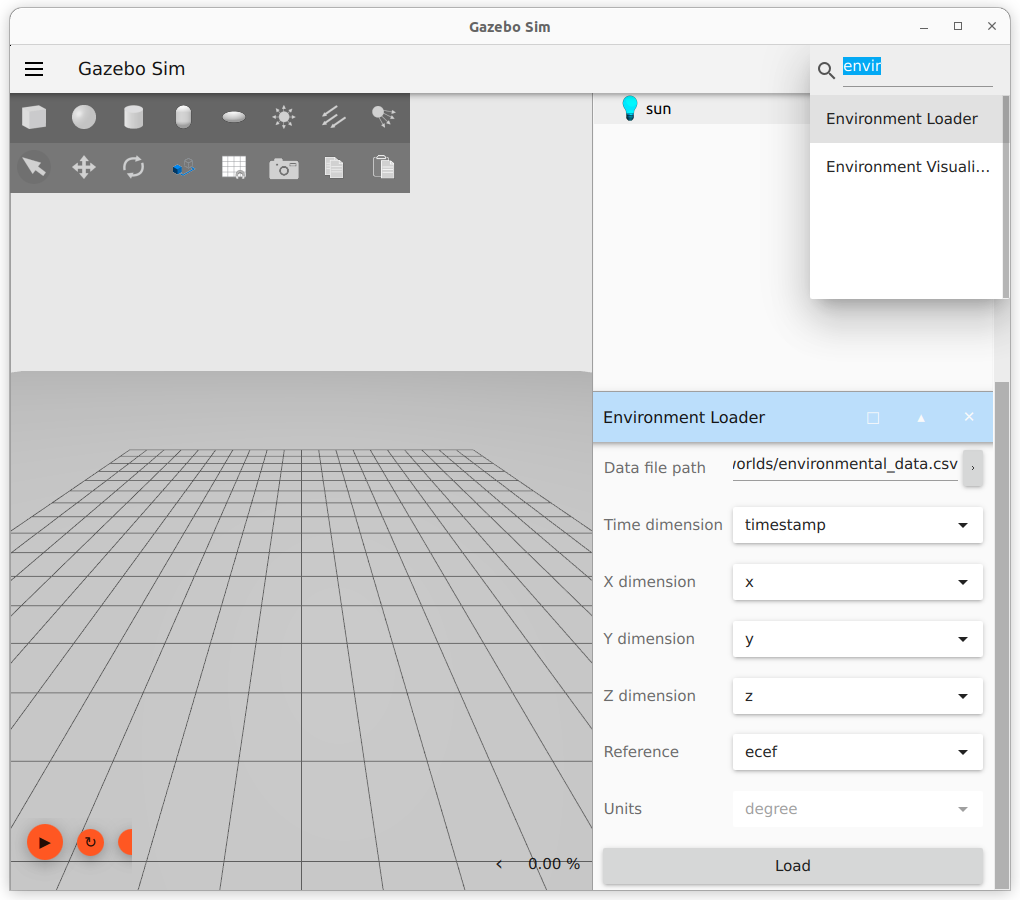 Gazebo Sim
Gazebo Sim
envir
Environment Loader
Environment Visuali...
sun
Environment Loader
Data file path
/orlds/environmental_data.csv
Time dimension
timestamp
X dimension
x
Y dimension
y
Z dimension
z
Reference
ecef
Units
degree
Load
0.00 %